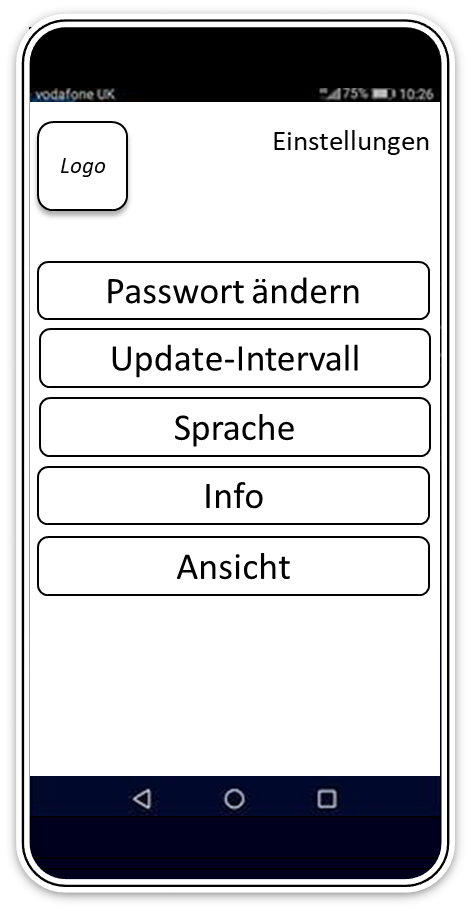 vodafone UK 75% 10:26
Logo
Einstellungen
Passwort ändern
Update-Intervall
Sprache
Info
Ansicht